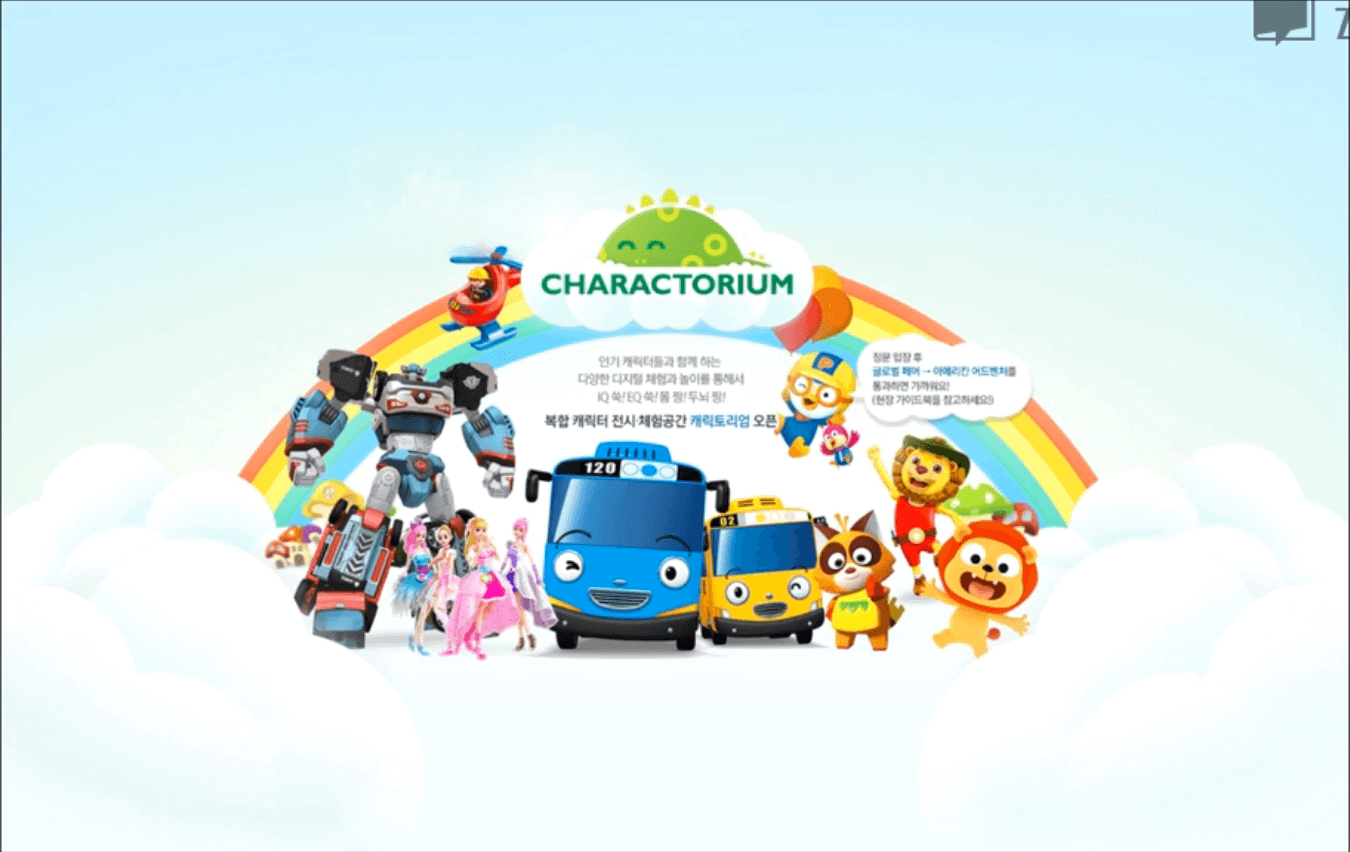 CHARACTORIUM
인기 캐릭터들과 함께 하는
다양한 디지털 체험과 놀이를 통해서
IQ 쑥! EQ 쑥! 몸 짱! 두뇌 짱!
복합 캐릭터 전시·체험공간 캐릭토리엄 오픈
정문 입장 후
글로벌 페어 → 아메리칸 어드벤처를
통과하면 가까워요!
(현장 가이드북을 참고하세요!)
120
02
P